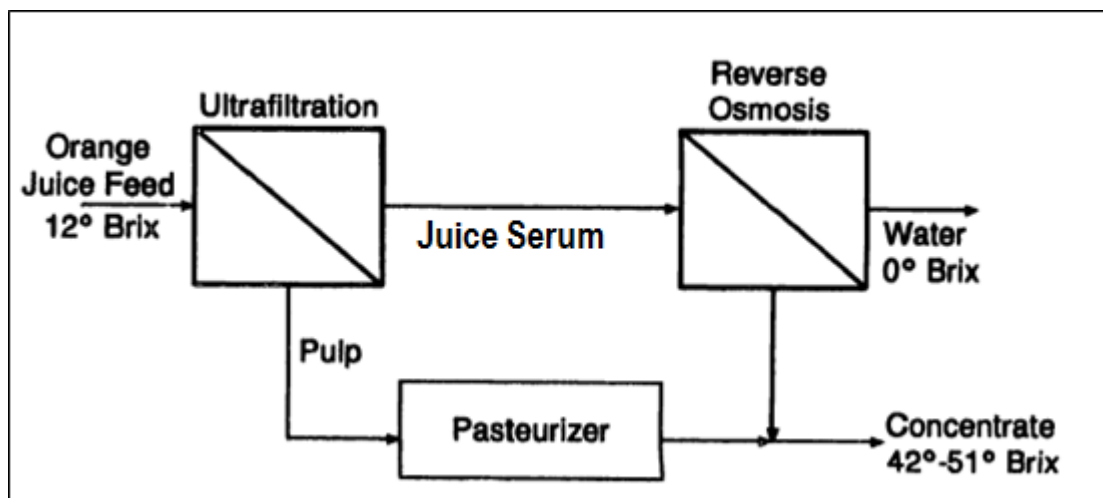 Ultrafiltration
Reverse
Osmosis
Orange
Juice Feed
12° Brix
Juice Serum
Water
0° Brix
Pulp
Pasteurizer
Concentrate
42°-51° Brix